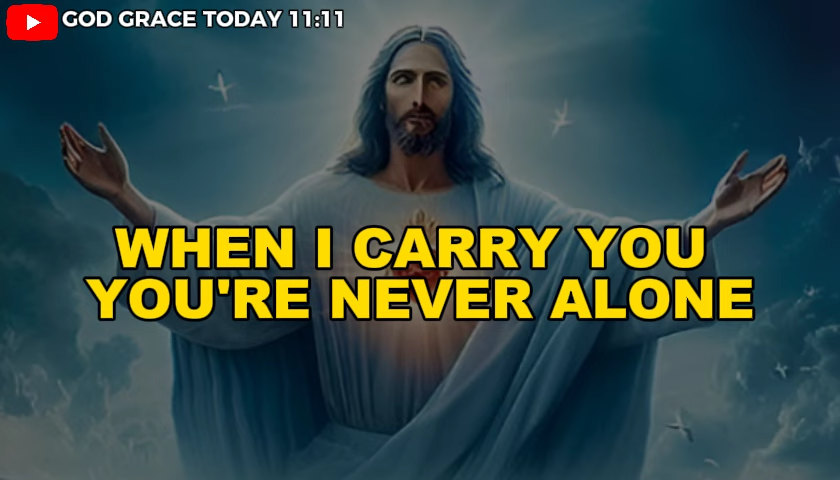 GOD GRACE TODAY 11:11
WHEN I CARRY YOU
YOU'RE NEVER ALONE